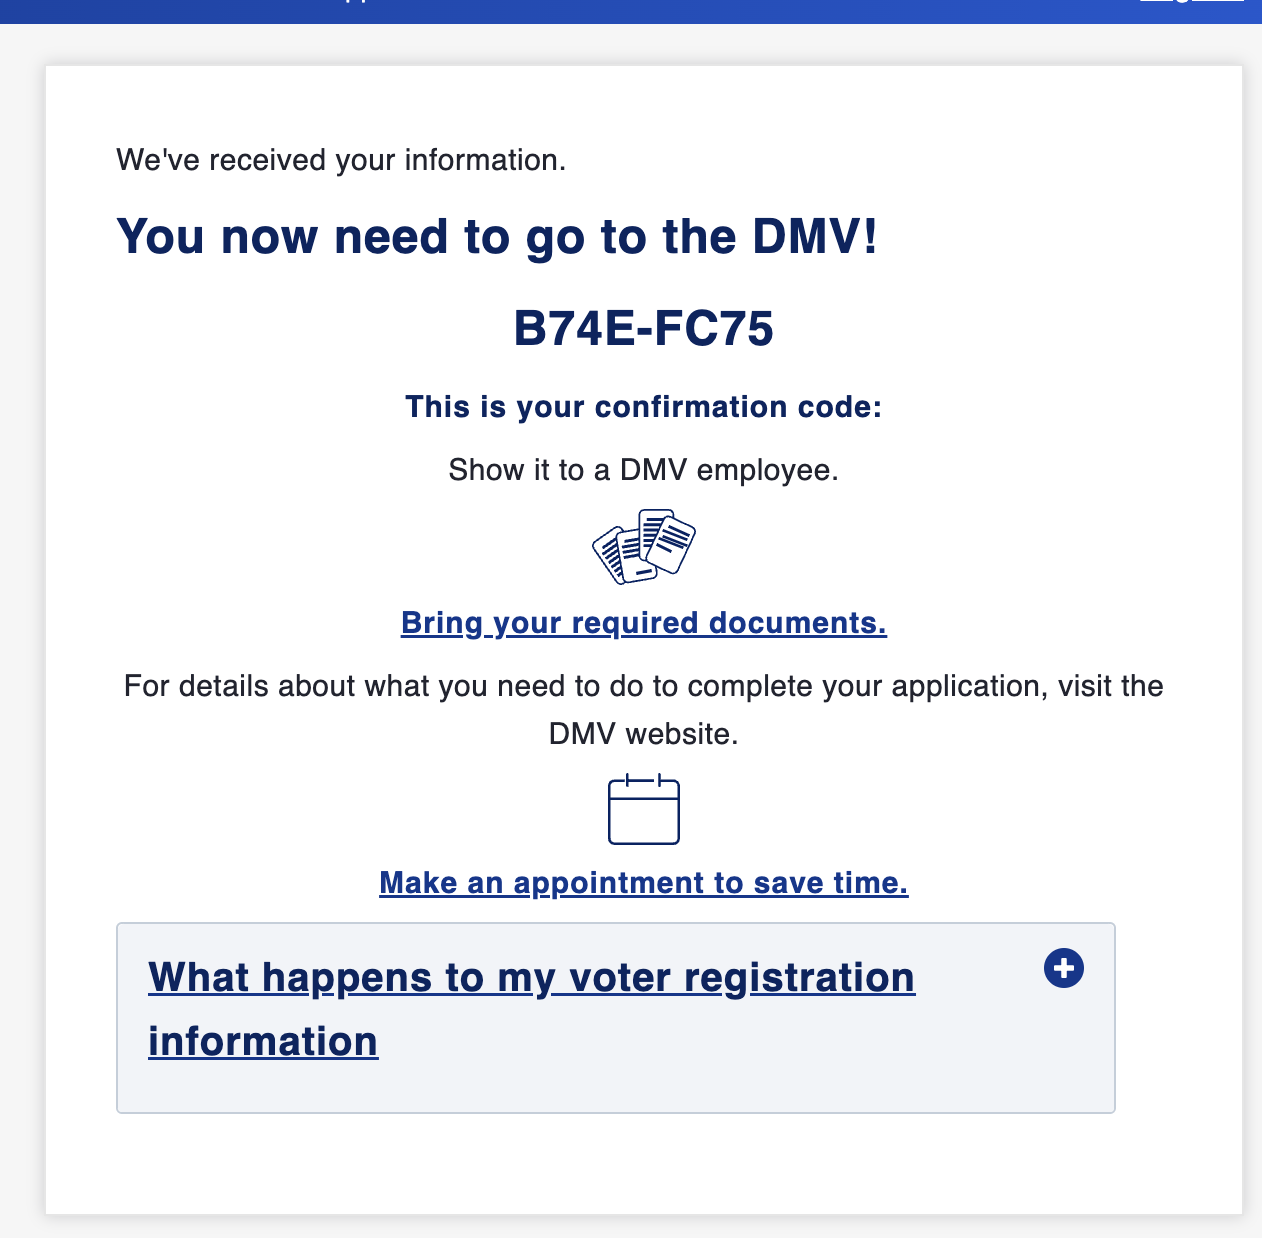 We've received your information.
You now need to go to the DMV!
B74E-FC75
This is your confirmation code:
Show it to a DMV employee.
Bring your required documents.
For details about what you need to do to complete your application, visit the
DMV website.
Make an appointment to save time.
What happens to my voter registration
information